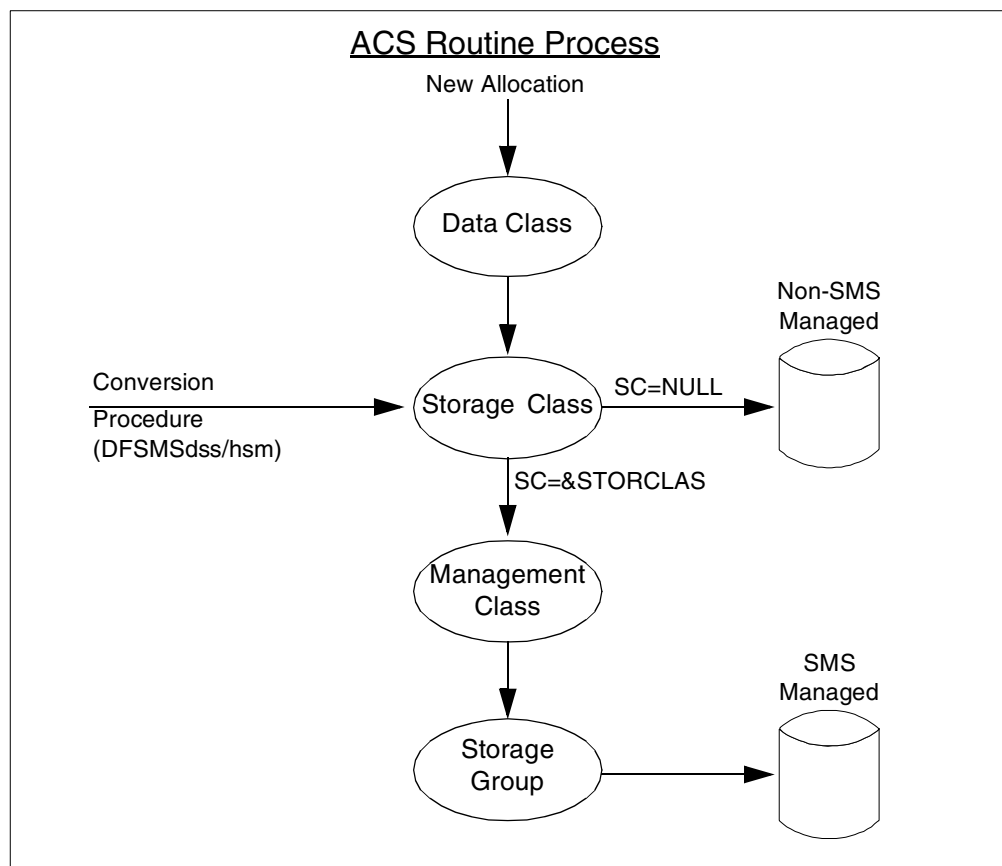 ACS Routine Process
New Allocation
Data Class
Non-SMS
Managed
Conversion
Procedure
(DFSMSdss/hsm)
Storage Class
SC=NULL
SC=&STORCLAS
Management
Class
SMS
Managed
Storage
Group